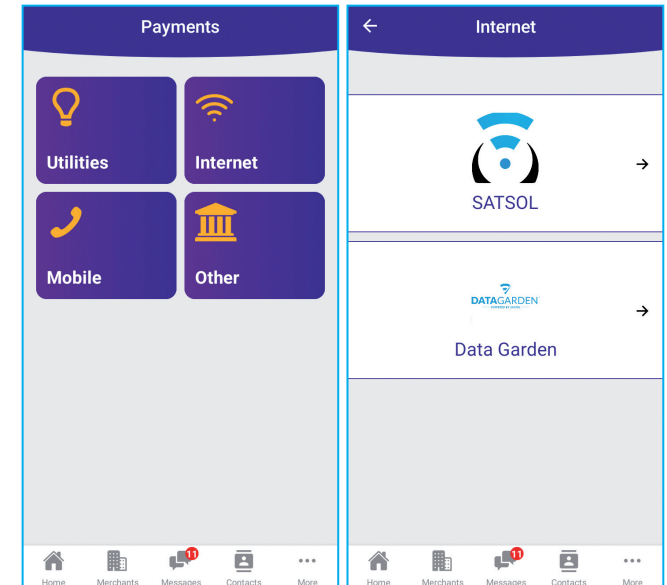 Payments
Utilities
Internet
Mobile
Other
11
Home
Merchants
Messages
Contacts
More
Internet
SATSOL
DATAGARDEN
Data Garden
11
Home
Merchants
Messages
Contacts
More